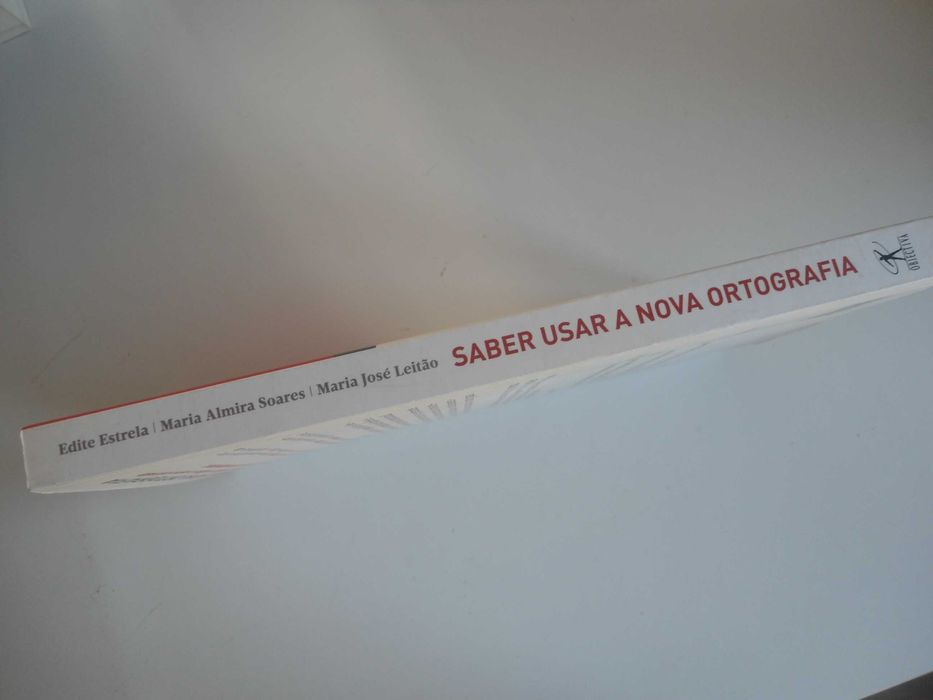 Edite Estrela | Maria Almira Soares | Maria José Leitão SABER USAR A NOVA ORTOGRAFIA
OBJECTIVA